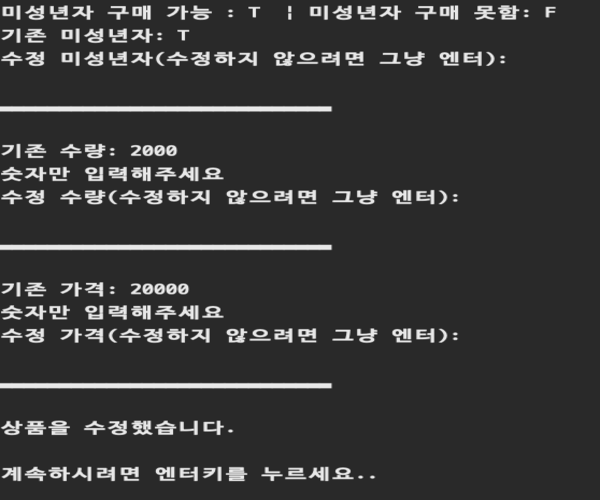 미성년자 구매 가능 : T  ¦ 미성년자 구매 못함: F
기존 미성년자: T
수정 미성년자(수정하지 않으려면 그냥 엔터):
기존 수량: 2000
숫자만 입력해주세요
수정 수량(수정하지 않으려면 그냥 엔터):
기존 가격: 20000
숫자만 입력해주세요
수정 가격(수정하지 않으려면 그냥 엔터):
상품을 수정했습니다.
계속하시려면 엔터키를 누르세요..